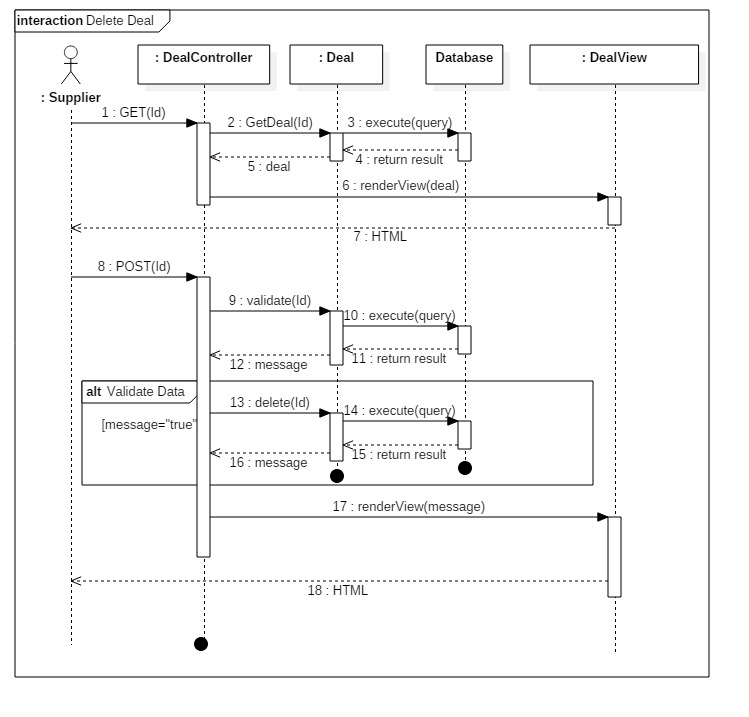 interaction Delete Deal
: DealController
: Deal
Database
: DealView
: Supplier
1 : GET(Id)
2 : GetDeal(Id)
3 : execute(query)
4 : return result
5 : deal
6 : renderView(deal)
7 : HTML
8 : POST(Id)
9 : validate(Id)
10 : execute(query)
11 : return result
12 : message
alt Validate Data
13 : delete(Id)
14 : execute(query)
[message="true"
15 : return result
16 : message
17 : renderView(message)
18 : HTML